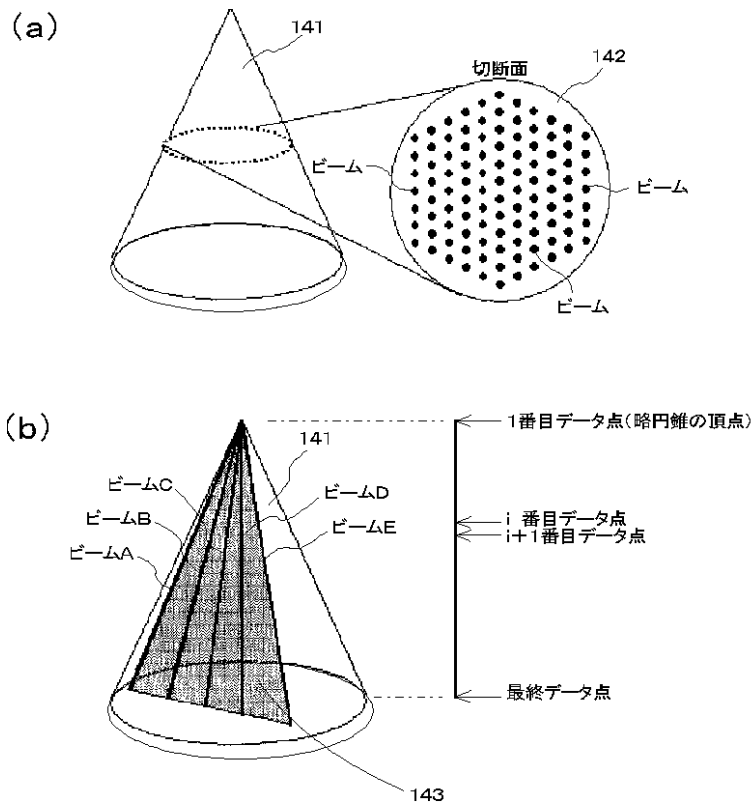 (a)
141
切断面
142
ビーム
ビーム
ビーム
(b)
141
ビームC
ビームB
ビームA
ビームD
ビームE
1番目データ点(略円錐の頂点)
i 番目データ点
i+1番目データ点
最終データ点
143